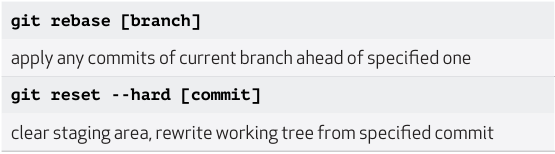 git rebase [branch]
apply any commits of current branch ahead of specified one
git reset --hard [commit]
clear staging area, rewrite working tree from specified commit